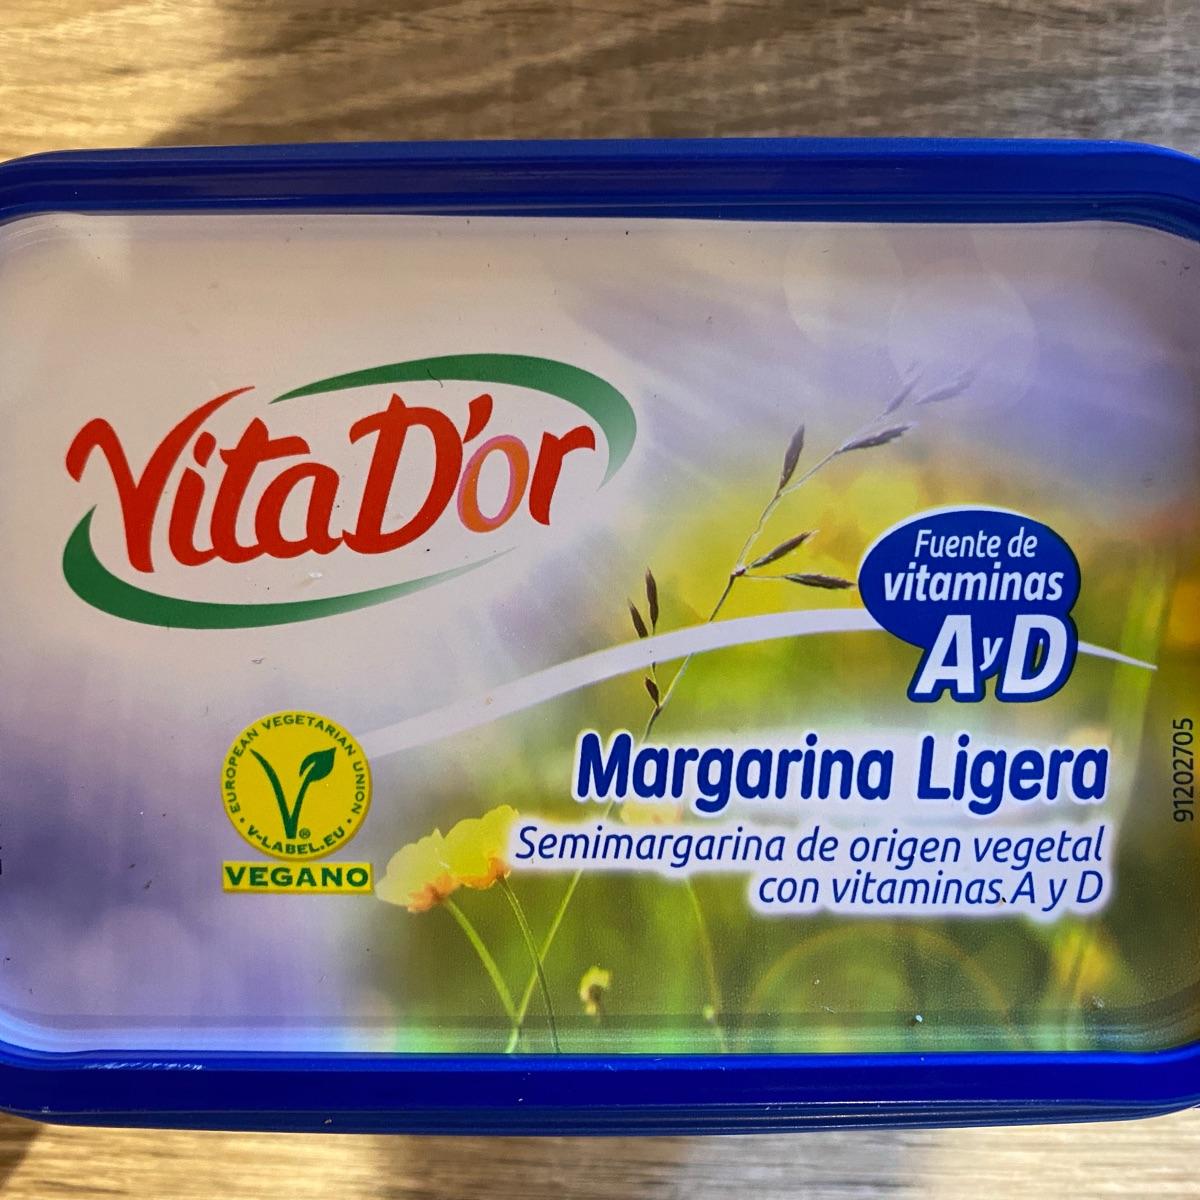 Vita D'or
Fuente de
vitaminas
A y D
Margarina Ligera
Semimargarina de origen vegetal
con vitaminas A y D
EUROPEAN VEGETARIAN UNION
V-LABEL.EU
®
VEGANO
91202705